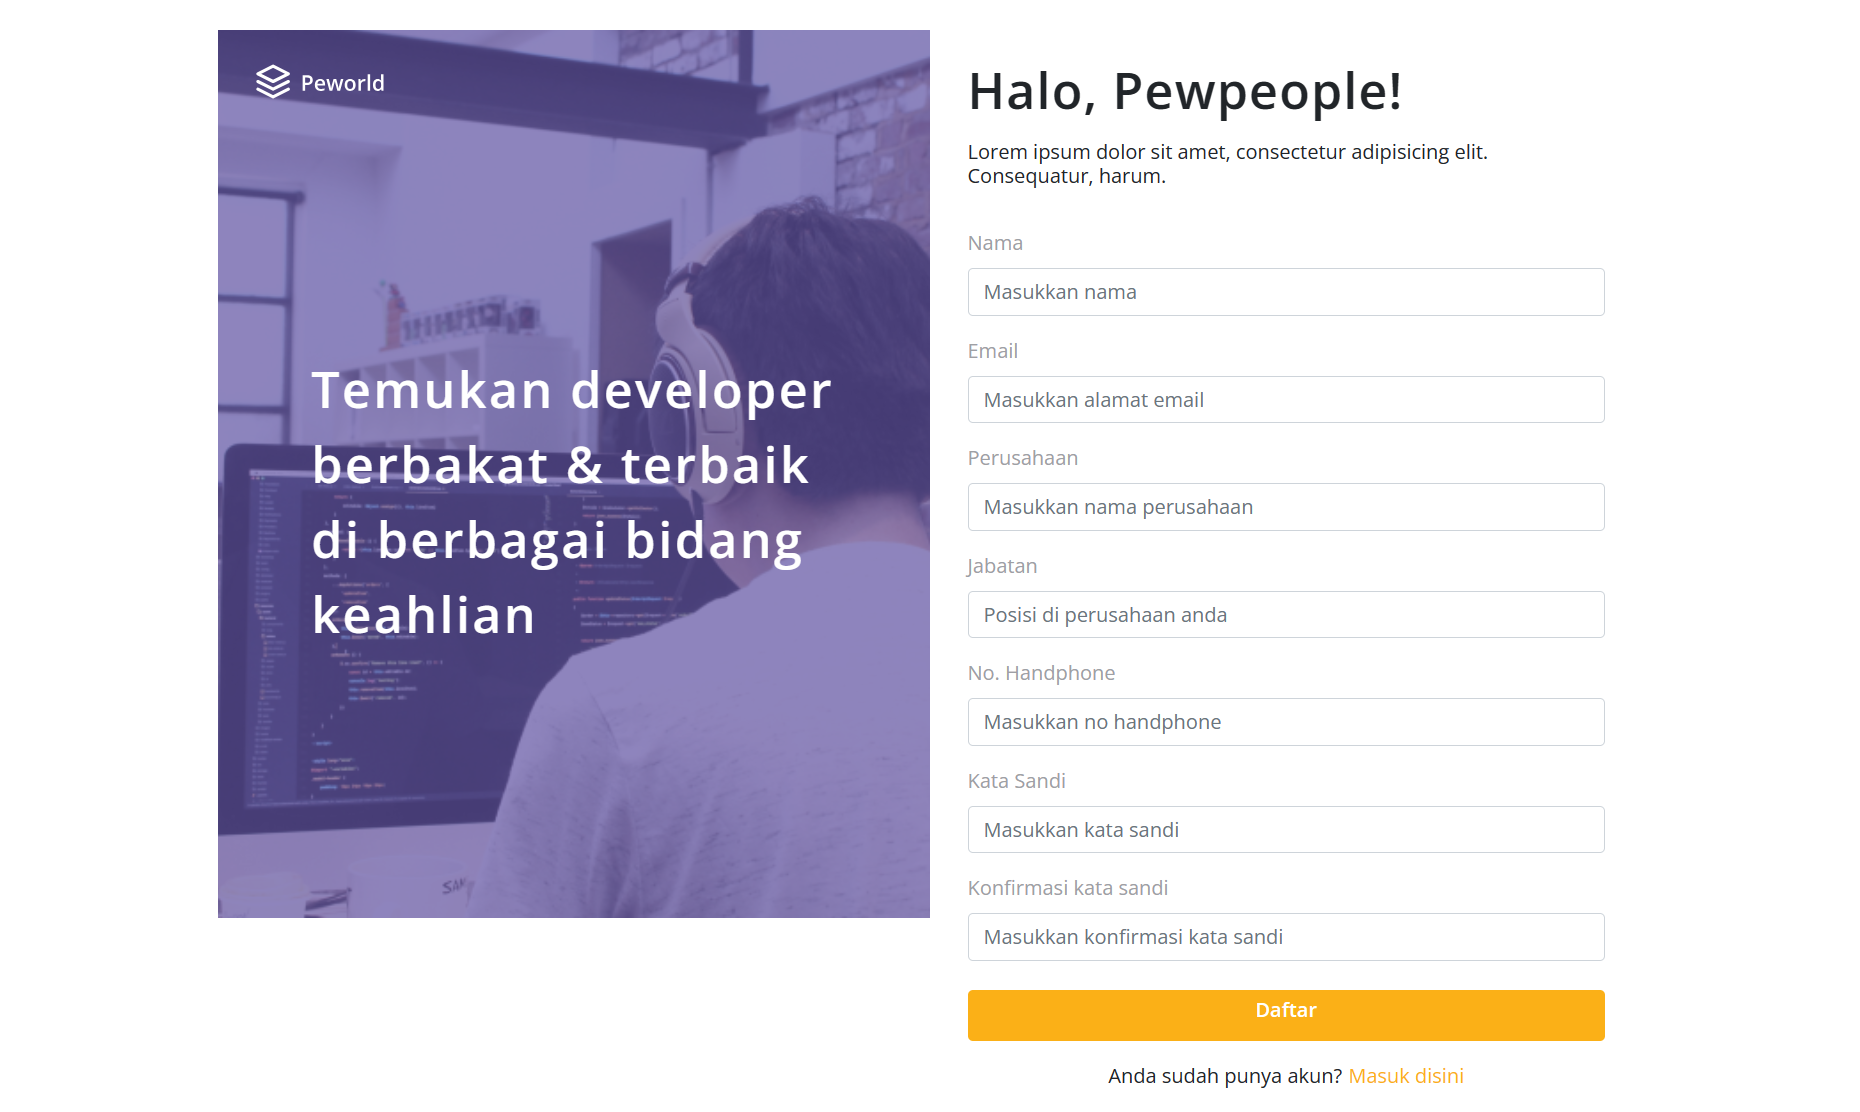 Peworld
Temukan developer
berbakat & terbaik
di berbagai bidang
keahlian
Halo, Pewpeople!
Lorem ipsum dolor sit amet, consectetur adipisicing elit.
Consequatur, harum.
Nama
Masukkan nama
Email
Masukkan alamat email
Perusahaan
Masukkan nama perusahaan
Jabatan
Posisi di perusahaan anda
No. Handphone
Masukkan no handphone
Kata Sandi
Masukkan kata sandi
Konfirmasi kata sandi
Masukkan konfirmasi kata sandi
Daftar
Anda sudah punya akun? Masuk disini